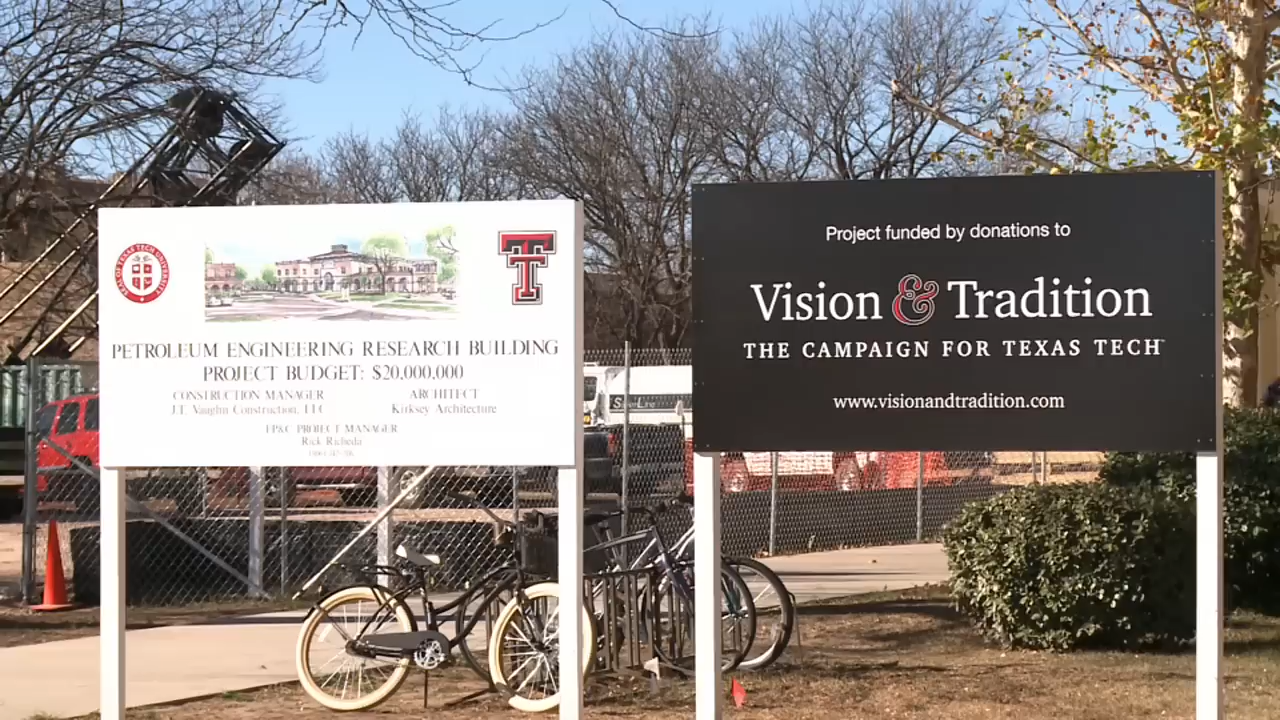 PETROLEUM ENGINEERING RESEARCH BUILDING
PROJECT BUDGET: $20,000,000
CONSTRUCTION MANAGER
J.T. Vaughn Construction, LLC
ARCHITECT
Kirksey Architecture
FP&C PROJECT MANAGER
Rick Richeda
Project funded by donations to
Vision & Tradition
THE CAMPAIGN FOR TEXAS TECH
www.visionandtradition.com